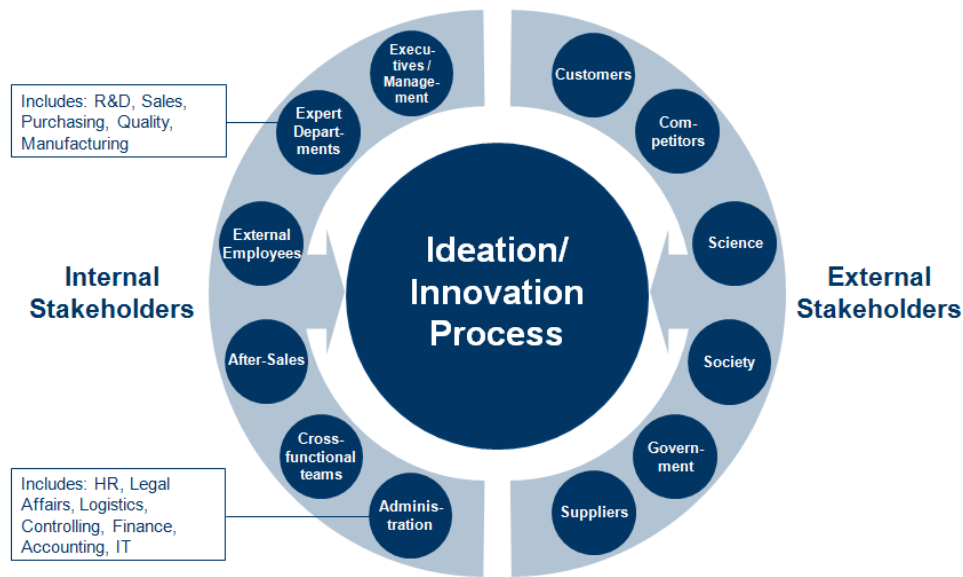 Includes: R&D, Sales,
Purchasing, Quality,
Manufacturing
Execu-
tives /
Manage-
ment
Expert
Depart-
ments
External
Employees
After-Sales
Cross-
functional
teams
Adminis-
tration
Includes: HR, Legal
Affairs, Logistics,
Controlling, Finance,
Accounting, IT
Internal
Stakeholders
Ideation/
Innovation
Process
Customers
Com-
petitors
Science
Society
Govern-
ment
Suppliers
External
Stakeholders